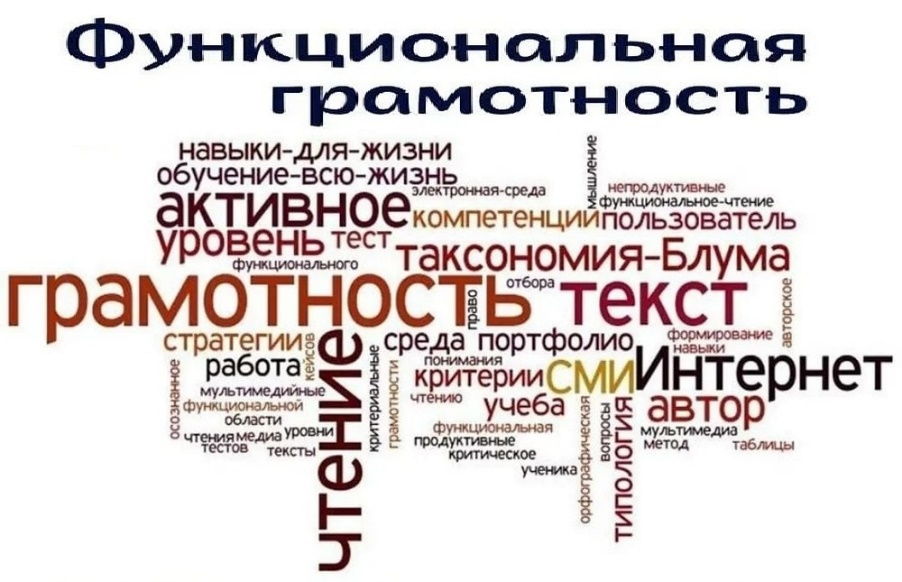 Функциональная
грамотность
навыки-для-жизни
мышление
обучение-всю-жизнь
электронная-среда
непродуктивные
функциональное-чтение
активное
компетенции
пользователь
уровень
тест
таксономия-Блума
функционального
грамотность
отбора
право
текст
авторское
стратегии
кейсов
чтение
среда
портфолио
формирование
навыки
работа
осознанное
критериальные
грамотности
понимания
критерии
СМИ
Интернет
мультимедийные
функциональной
чтению
учеба
автор
области
функциональная
орфографическая
вопросы
типология
мультимедиа
чтения
медиа
уровни
продуктивные
метод
таблицы
тестов
тексты
критическое
ученика